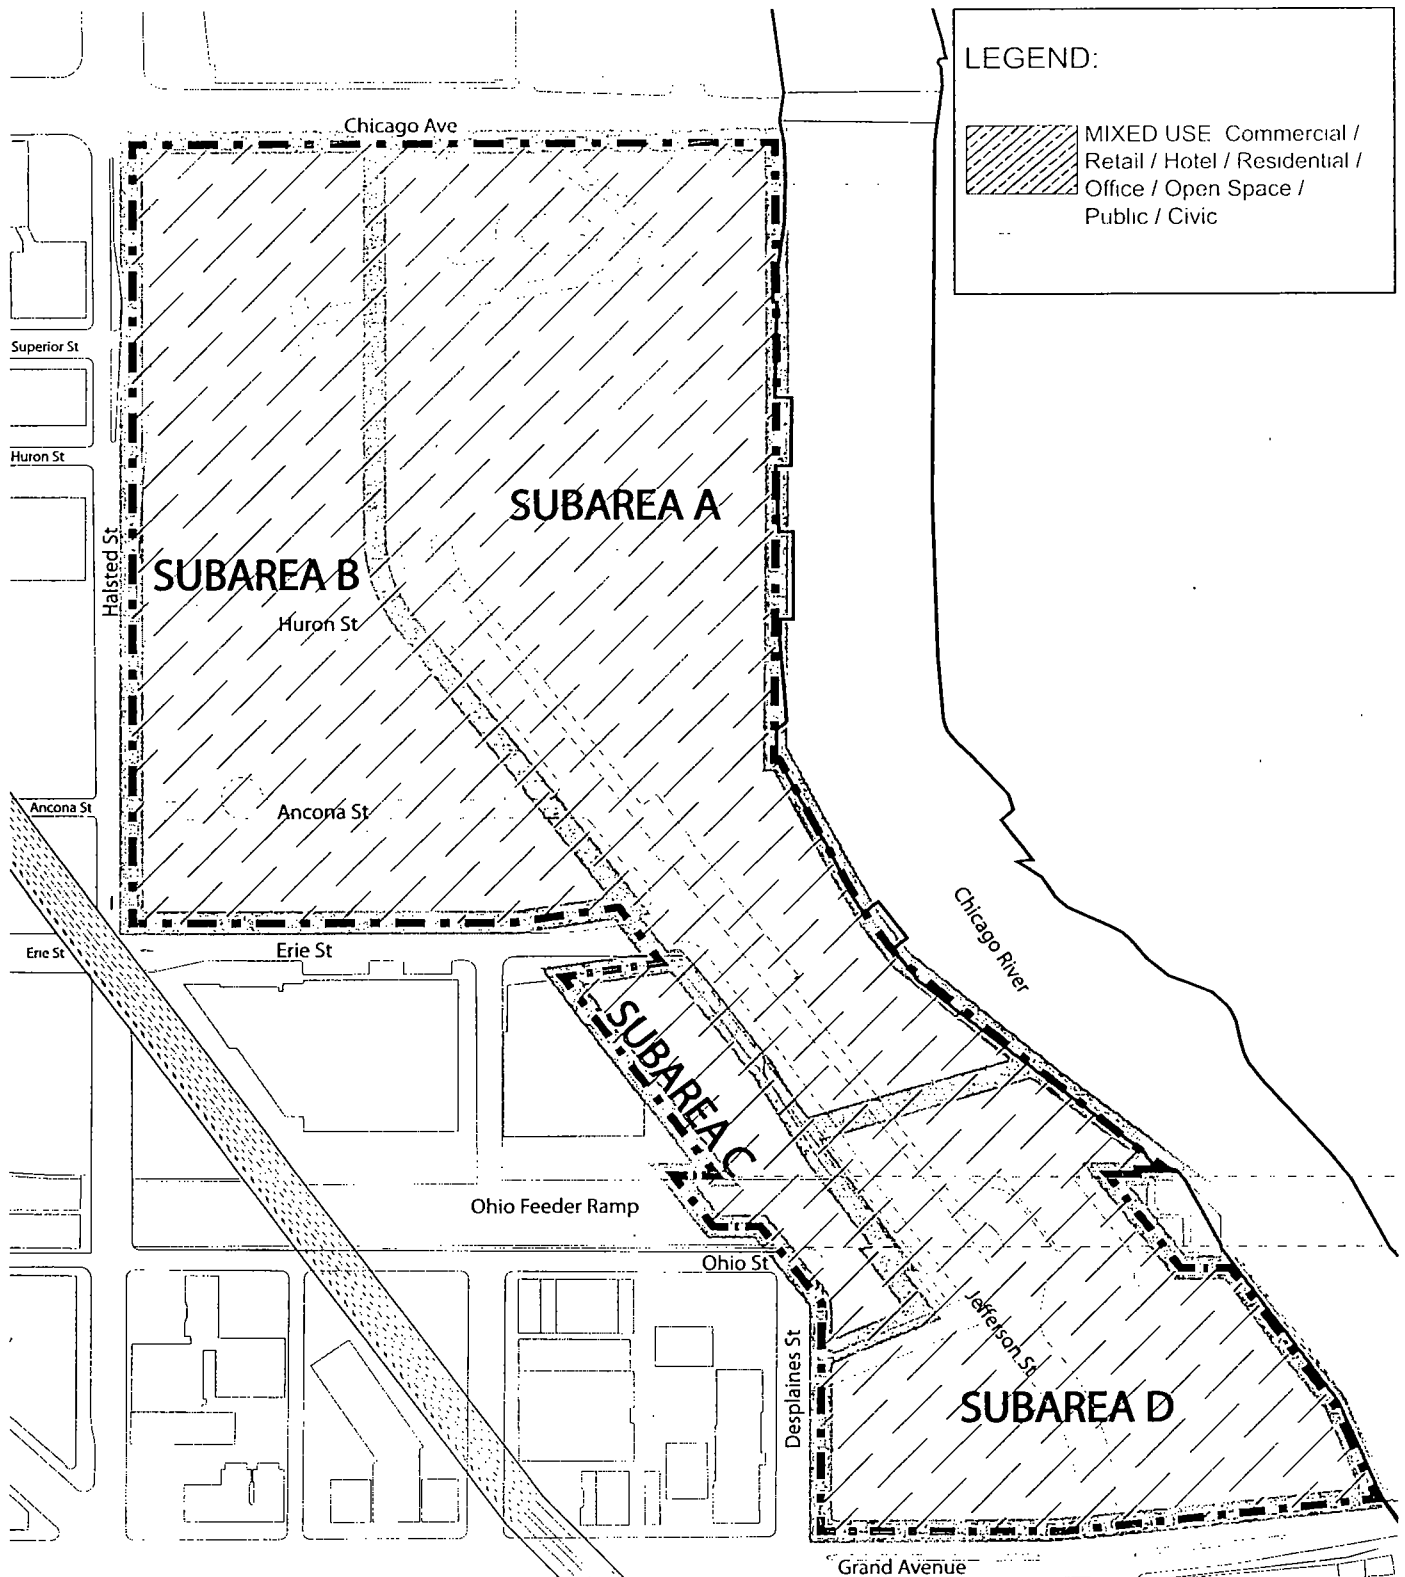 LEGEND:
MIXED USE Commercial /
Retail / Hotel / Residential /
Office / Open Space /
Public / Civic
Chicago Ave
Superior St
Huron St
Halsted St
SUBAREA A
SUBAREA B
Huron St
Ancona St
Ancona St
Chicago River
Erie St
Erie St
SUBAREA C
Ohio Feeder Ramp
Ohio St
Jefferson St
Desplaines St
SUBAREA D
Grand Avenue